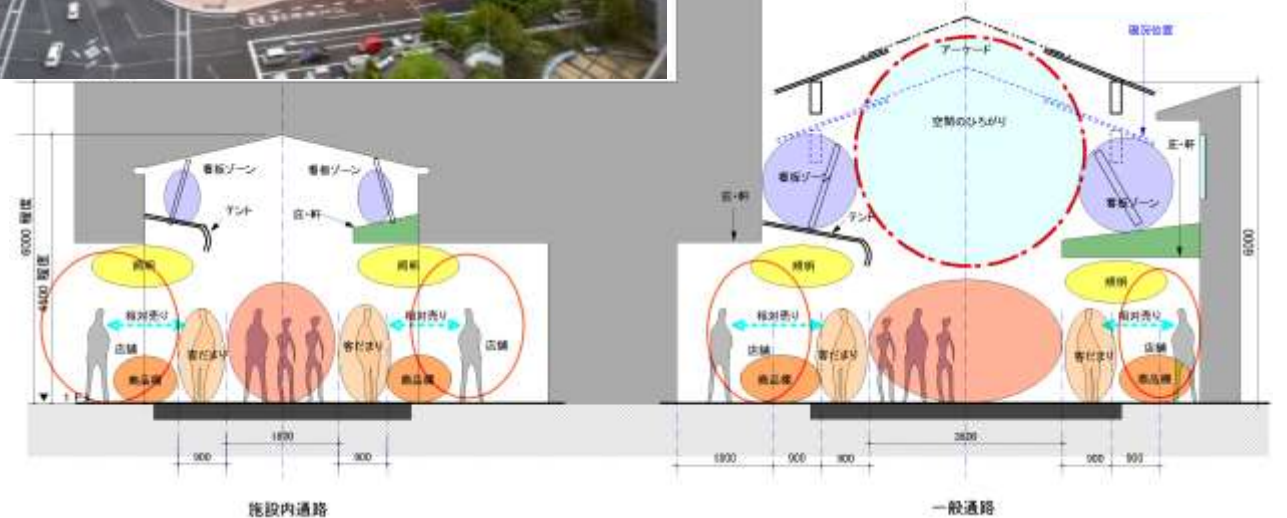 看板ゾーン
看板ゾーン
テント
庇・軒
照明
照明
相対売り
相対売り
店舗
客だまり
商品棚
客だまり
商品棚
店舗
6000 程度
4500 程度
1FL
900
1800
900
施設内通路
現況位置
アーケード
空間のひろがり
庇・軒
看板ゾーン
看板ゾーン
庇・軒
テント
照明
照明
相対売り
相対売り
店舗
客だまり
商品棚
客だまり
店舗
商品棚
6000
900
900
900
900
一般通路